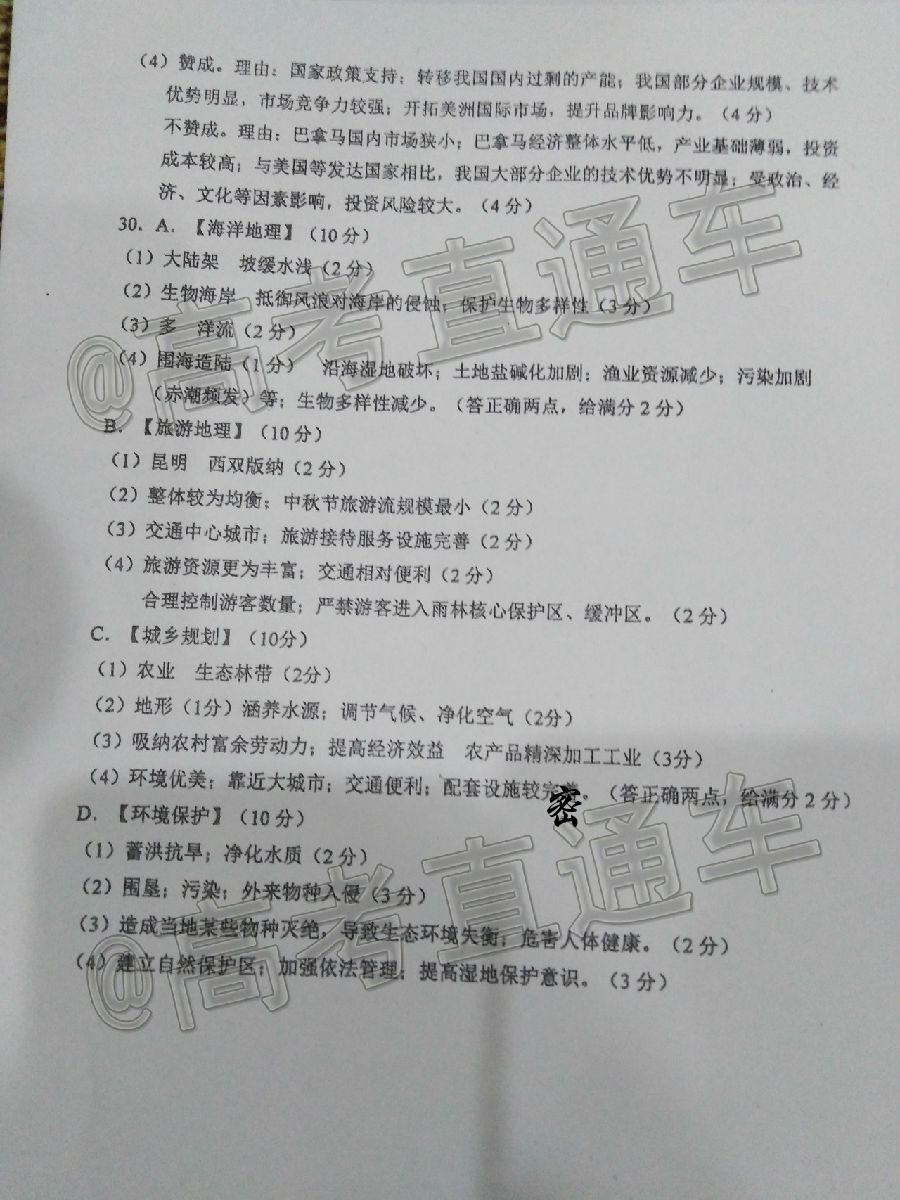 (4) 赞成。理由：国家政策支持；转移我国国内过剩的产能；我国部分企业规模、技术
优势明显，市场竞争力较强；开拓美洲国际市场，提升品牌影响力。（4 分）
不赞成。理由：巴拿马国内市场狭小；巴拿马经济整体水平低，产业基础薄弱，投资
成本较高；与美国等发达国家相比，我国大部分企业的技术优势不明显；受政治、经
济、文化等因素影响，投资风险较大。（4 分）
30. A. 【海洋地理】（10 分）
（1）大陆架 坡缓水浅（2 分）
（2）生物海岸 抵御风浪对海岸的侵蚀；保护生物多样性（3 分）
（3）多 洋流（2 分）
（4）围海造陆（1 分） 沿海湿地破坏；土地盐碱化加剧；渔业资源减少；污染加剧
（赤潮频发）等；生物多样性减少。（答正确两点，给满分 2 分）
B. 【旅游地理】（10 分）
（1）昆明 西双版纳（2 分）
（2）整体较为均衡；中秋节旅游流规模最小（2 分）
（3）交通中心城市；旅游接待服务设施完善（2 分）
（4）旅游资源更为丰富；交通相对便利（2 分）
合理控制游客数量；严禁游客进入雨林核心保护区、缓冲区。（2 分）
C. 【城乡规划】（10分）
（1）农业 生态林带（2分）
（2）地形（1分）涵养水源；调节气候、净化空气（2分）
（3）吸纳农村富余劳动力；提高经济效益 农产品精深加工工业（3分）
（4）环境优美；靠近大城市；交通便利；配套设施较完善。（答正确两点，给满分 2 分）
密
D. 【环境保护】（10 分）
（1）蓄洪抗旱；净化水质（2 分）
（2）围垦；污染；外来物种入侵（3 分）
（3）造成当地某些物种灭绝，导致生态环境失衡；危害人体健康。（2 分）
（4）建立自然保护区；加强依法管理；提高湿地保护意识。（3 分）
@高考直通车
@高考直通车